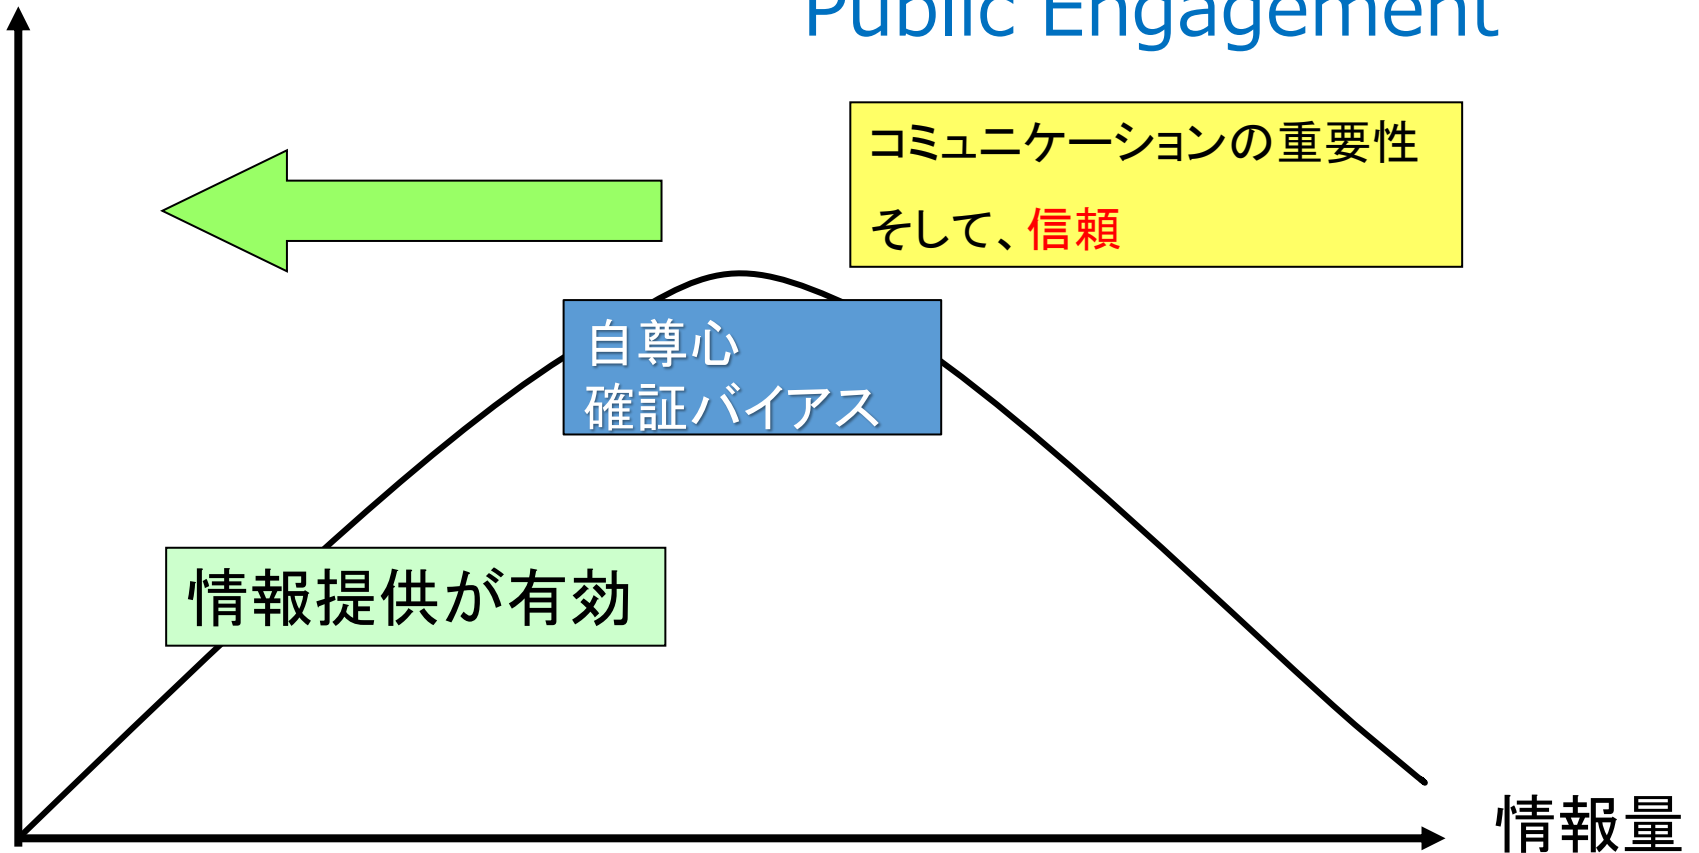 Public Engagement
コミュニケーションの重要性
そして、信頼
自尊心
確証バイアス
情報提供が有効
情報量